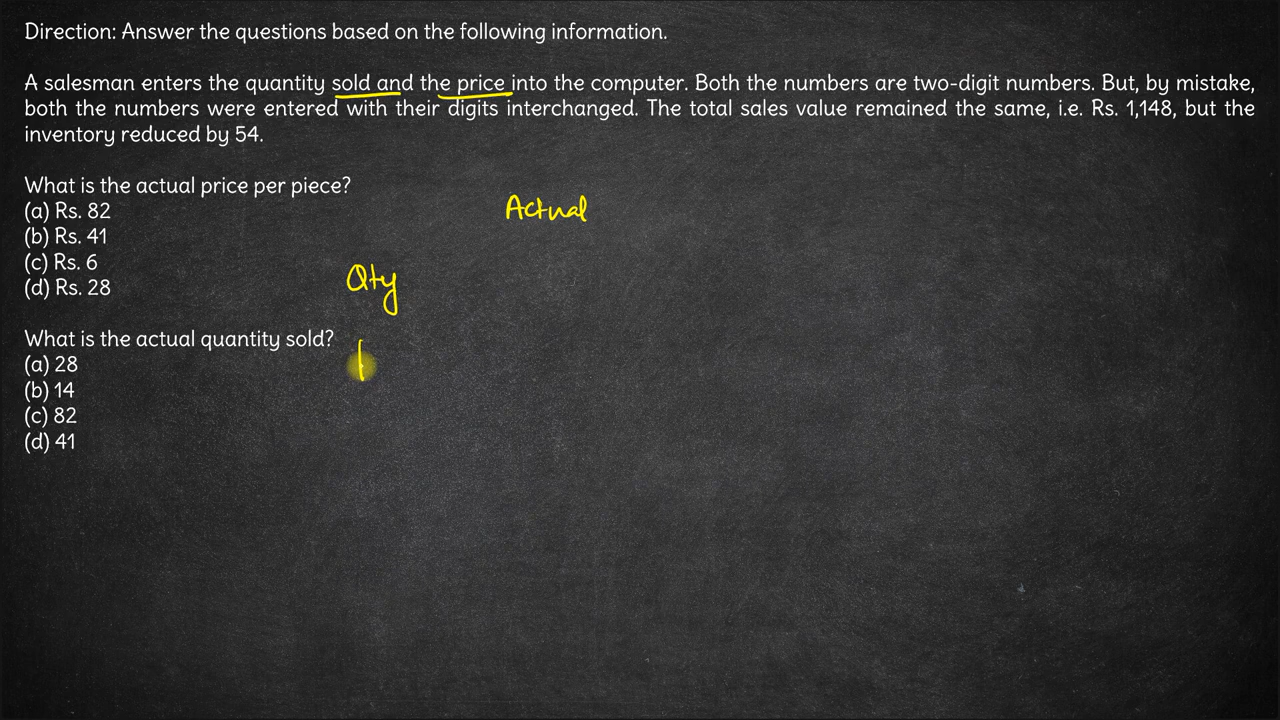 Direction: Answer the questions based on the following information.
A salesman enters the quantity sold and the price into the computer. Both the numbers are two-digit numbers. But, by mistake,
both the numbers were entered with their digits interchanged. The total sales value remained the same, i.e. Rs. 1,148, but the
inventory reduced by 54.
What is the actual price per piece?
(a) Rs. 82
(b) Rs. 41
(c) Rs. 6
(d) Rs. 28
Actual
Qty
What is the actual quantity sold?
(a) 28
(b) 14
(c) 82
(d) 41